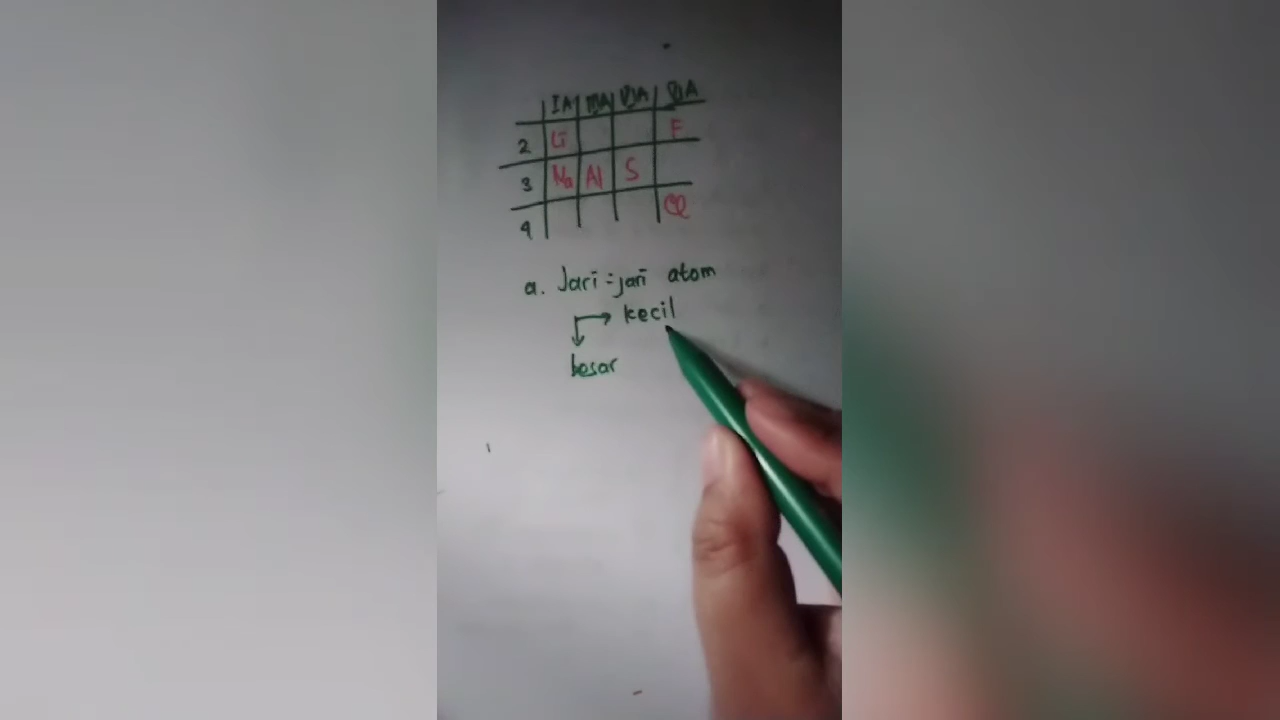 IA IIIA VIA VIIA
2 Li F
3 Na Al S
4 Cl
a. Jari-jari atom
kecil
besar